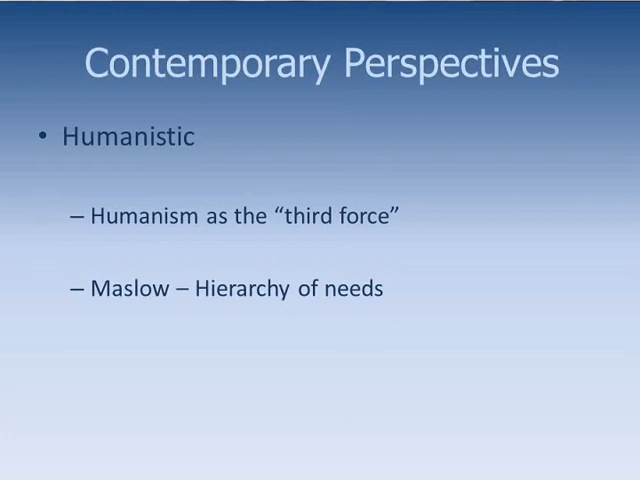 Contemporary Perspectives
• Humanistic
– Humanism as the “third force”
– Maslow – Hierarchy of needs